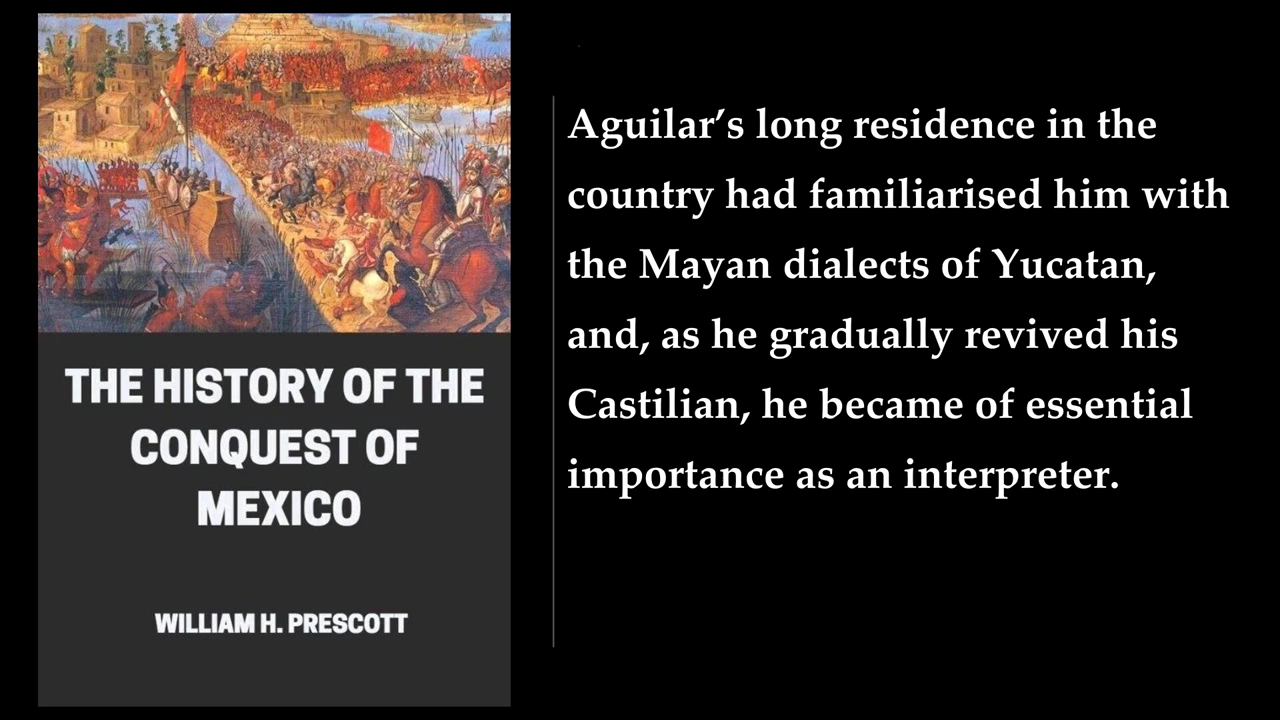 THE HISTORY OF THE
CONQUEST OF
MEXICO
WILLIAM H. PRESCOTT
Aguilar’s long residence in the
country had familiarised him with
the Mayan dialects of Yucatan,
and, as he gradually revived his
Castilian, he became of essential
importance as an interpreter.